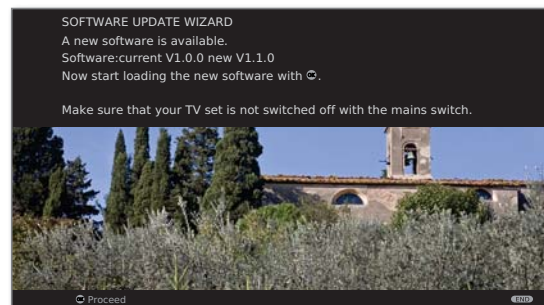 SOFTWARE UPDATE WIZARD
A new software is available.
Software:current V1.0.0 new V1.1.0
Now start loading the new software with OK.
Make sure that your TV set is not switched off with the mains switch.
OK Proceed
END